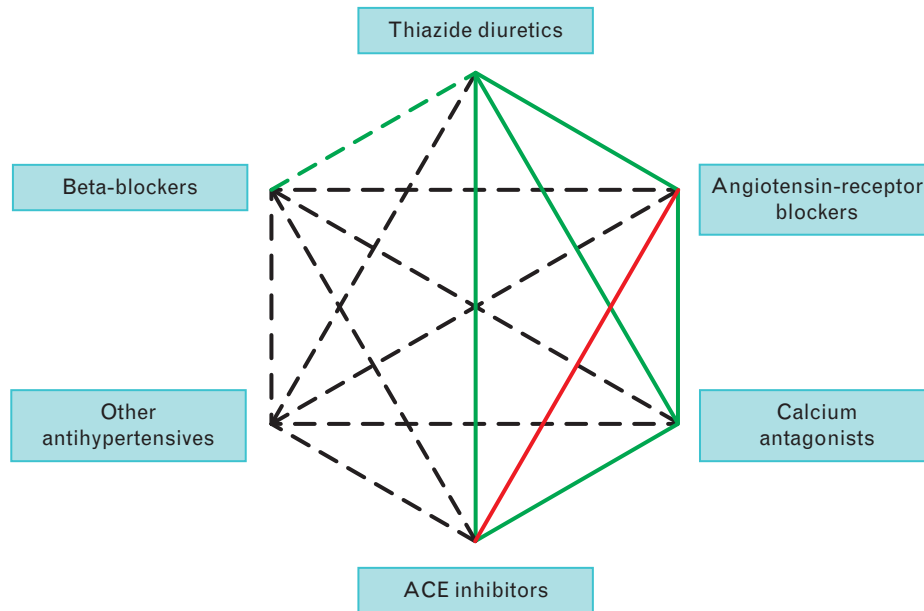 Thiazide diuretics
Beta-blockers
Angiotensin-receptor
blockers
Other
antihypertensives
Calcium
antagonists
ACE inhibitors